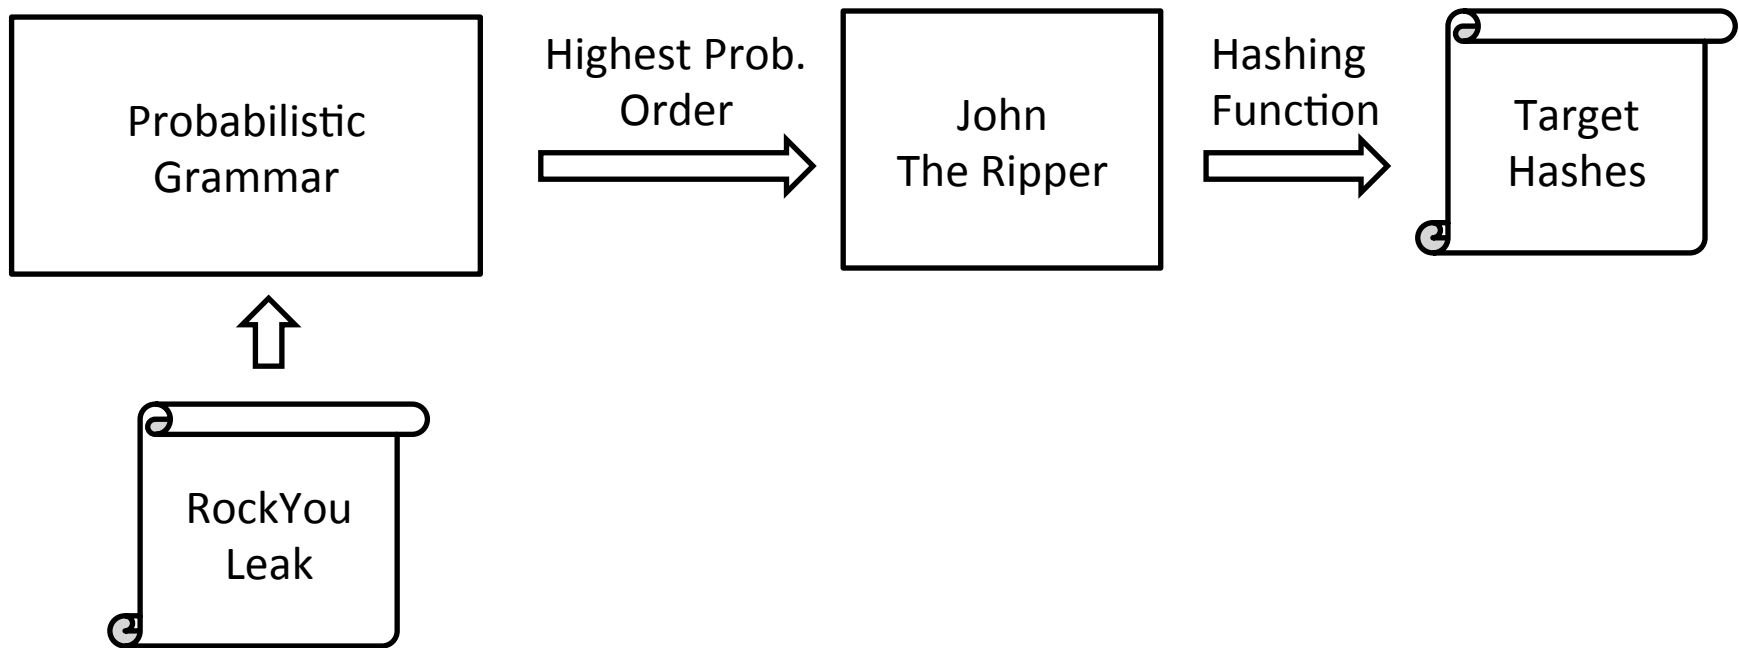 Probabilistic
Grammar
Highest Prob.
Order
John
The Ripper
Hashing
Function
Target
Hashes
RockYou
Leak